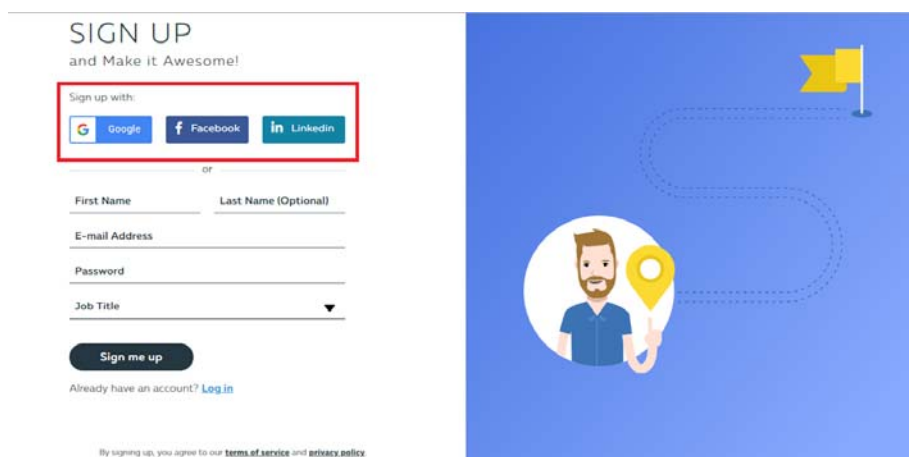 SIGN UP
and Make it Awesome!
Sign up with:
G Google f Facebook in Linkedin
or
First Name Last Name (Optional)
E-mail Address
Password
Job Title
Sign me up
Already have an account? Log in
By signing up, you agree to our terms of service and privacy policy